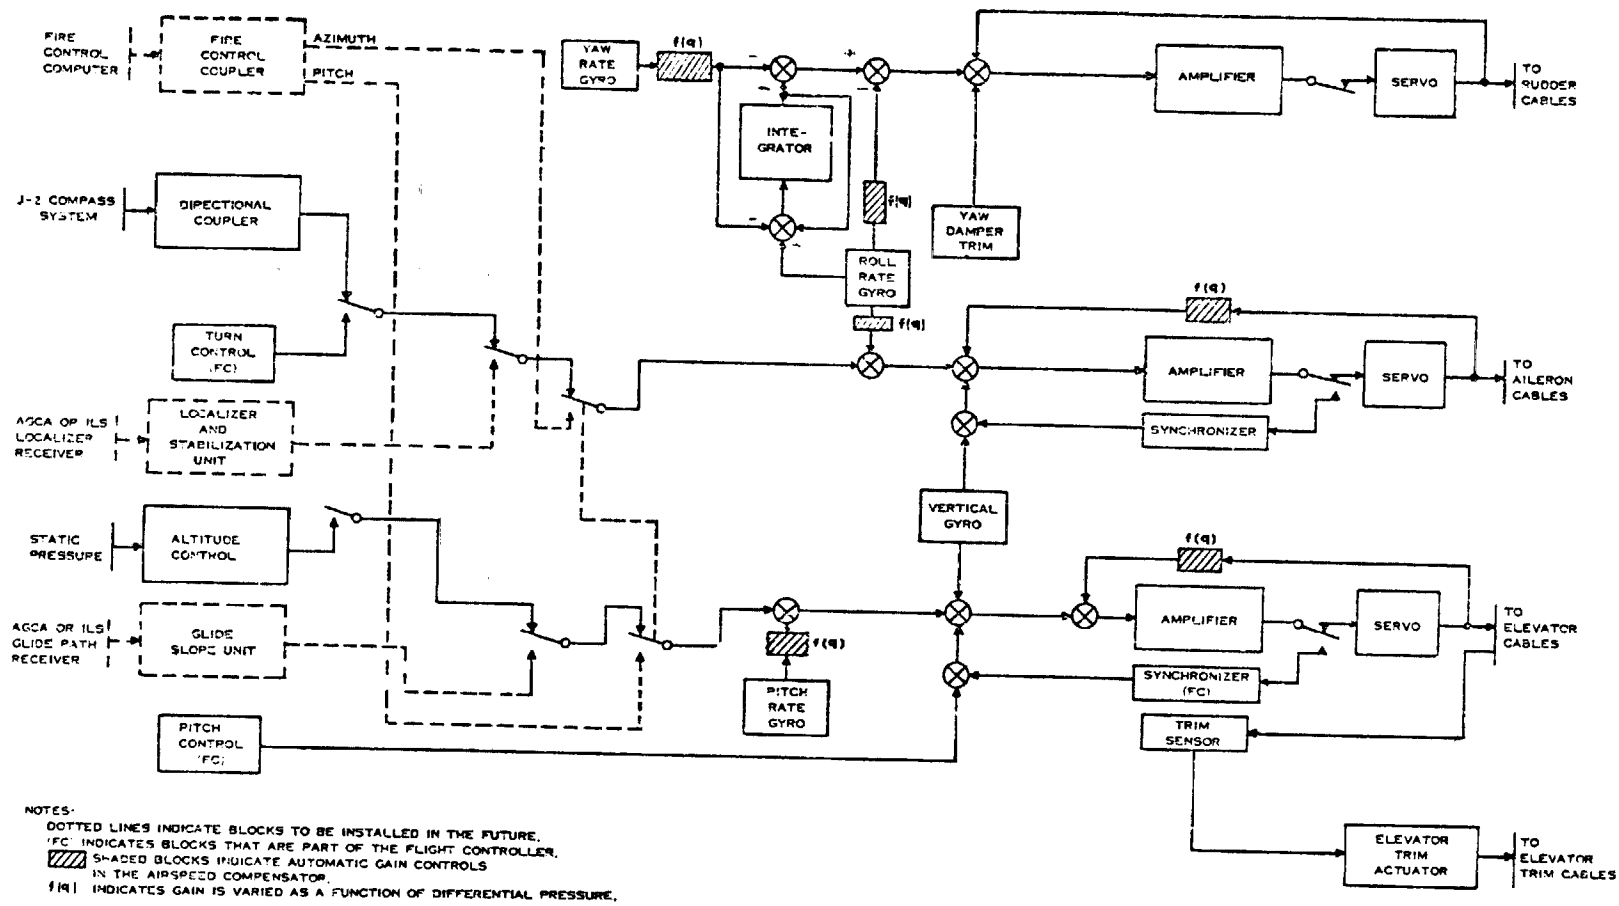 FIRE
CONTROL
COMPUTER
FIRE
CONTROL
COUPLER
AZIMUTH
PITCH
YAW
RATE
GYRO
f(q)
INTE-
GRATOR
f(q)
ROLL
RATE
GYRO
f(q)
YAW
DAMPER
TRIM
AMPLIFIER
SERVO
TO
RUDDER
CABLES
J-2 COMPASS
SYSTEM
DIRECTIONAL
COUPLER
TURN
CONTROL
(FC)
AGCA OR ILS
LOCALIZER
RECEIVER
LOCALIZER
AND
STABILIZATION
UNIT
f(q)
AMPLIFIER
SERVO
SYNCHRONIZER
TO
AILERON
CABLES
VERTICAL
GYRO
STATIC
PRESSURE
ALTITUDE
CONTROL
AGCA OR ILS
GLIDE PATH
RECEIVER
GLIDE
SLOPE UNIT
f(q)
PITCH
RATE
GYRO
f(q)
AMPLIFIER
SERVO
SYNCHRONIZER
(FC)
TO
ELEVATOR
CABLES
TRIM
SENSOR
PITCH
CONTROL
(FC)
ELEVATOR
TRIM
ACTUATOR
TO
ELEVATOR
TRIM CABLES
NOTES-
DOTTED LINES INDICATE BLOCKS TO BE INSTALLED IN THE FUTURE.
(FC) INDICATES BLOCKS THAT ARE PART OF THE FLIGHT CONTROLLER.
SHADED BLOCKS INDICATE AUTOMATIC GAIN CONTROLS
IN THE AIRSPEED COMPENSATOR.
f(q) INDICATES GAIN IS VARIED AS A FUNCTION OF DIFFERENTIAL PRESSURE.